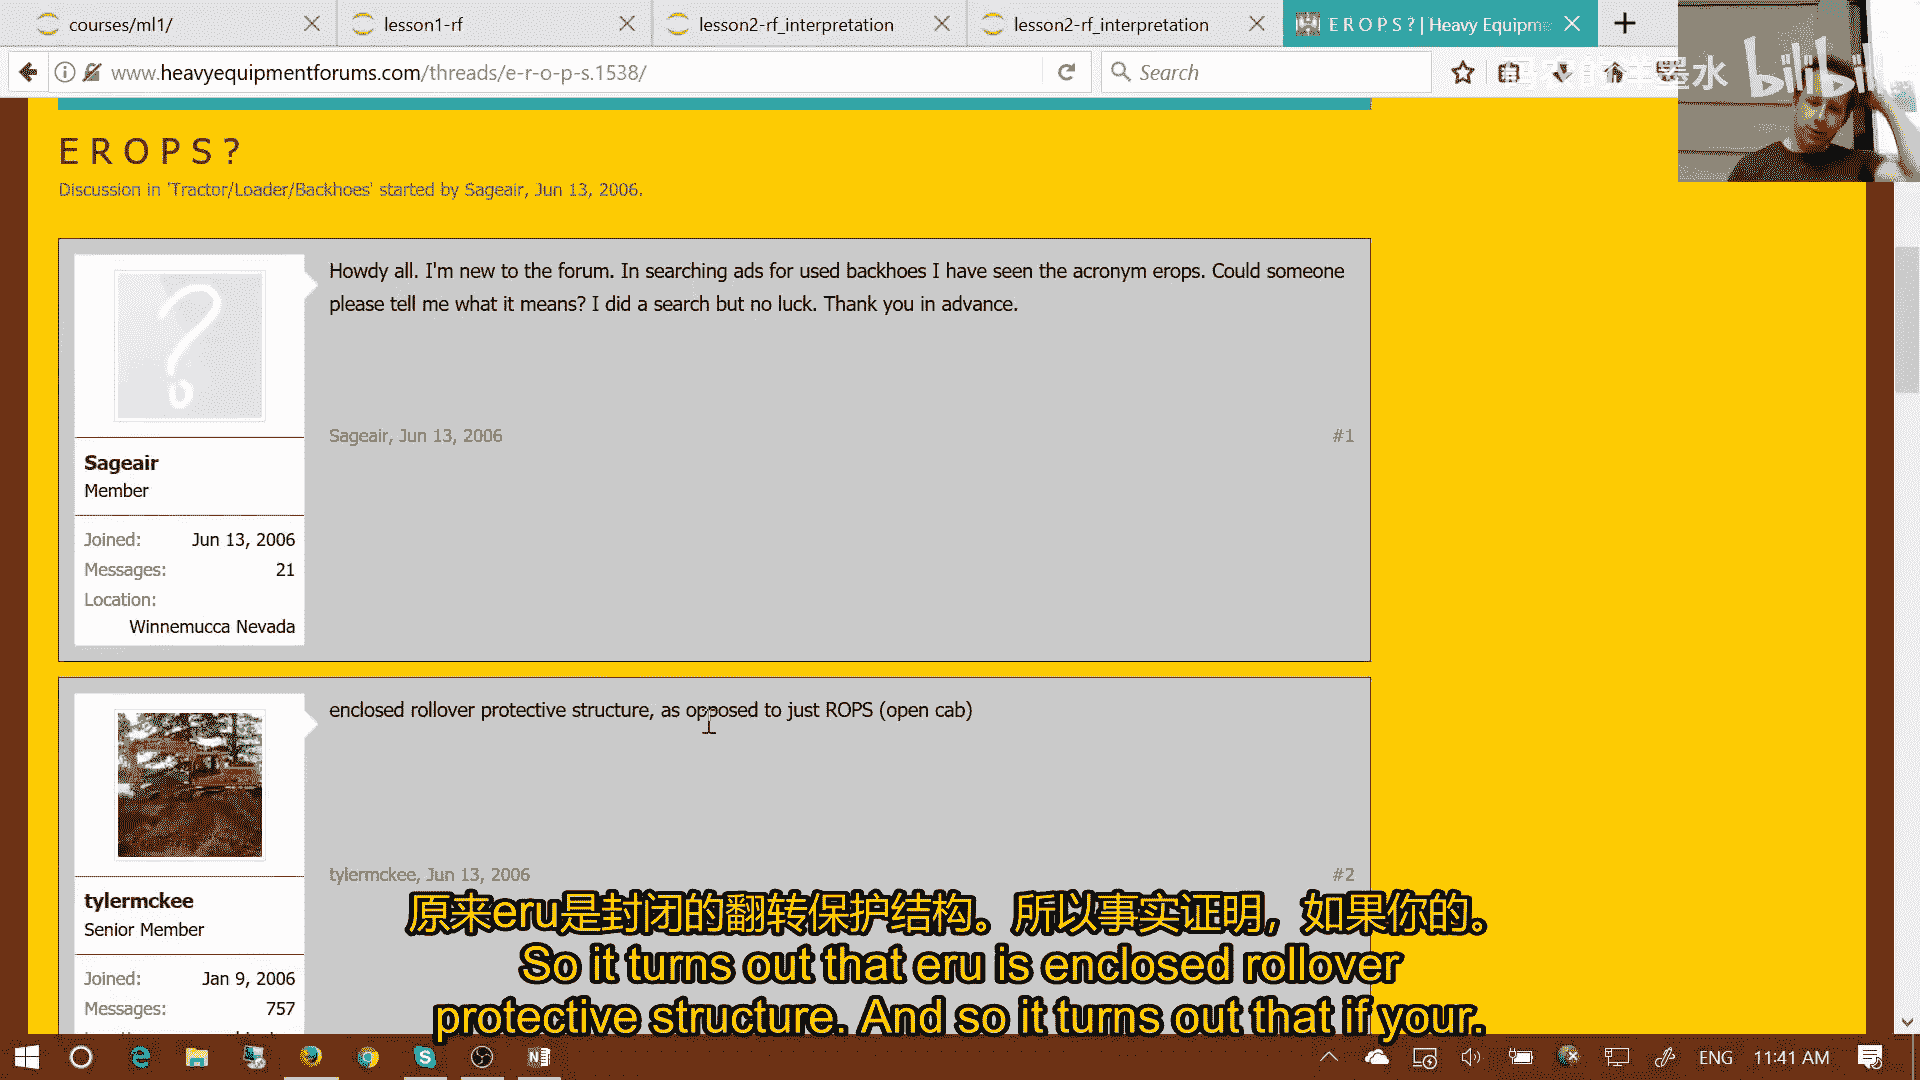 courses/ml1/
lesson1-rf
lesson2-rf_interpretation
lesson2-rf_interpretation
E R O P S ? | Heavy Equipme
www.heavyequipmentforums.com/threads/e-r-o-p-s.1538/
Search
bilibili
E R O P S ?
Discussion in 'Tractor/Loader/Backhoes' started by Sageair, Jun 13, 2006.
Howdy all. I'm new to the forum. In searching ads for used backhoes I have seen the acronym erops. Could someone
please tell me what it means? I did a search but no luck. Thank you in advance.
Sageair, Jun 13, 2006
#1
Sageair
Member
Joined: Jun 13, 2006
Messages: 21
Location:
Winnemucca Nevada
enclosed rollover protective structure, as opposed to just ROPS (open cab)
tylermckee, Jun 13, 2006
#2
tylermckee
Senior Member
Joined: Jan 9, 2006
Messages: 757
原来eru是封闭的翻转保护结构。所以事实证明，如果你的。
So it turns out that eru is enclosed rollover
protective structure. And so it turns out that if your.
ENG
11:41 AM